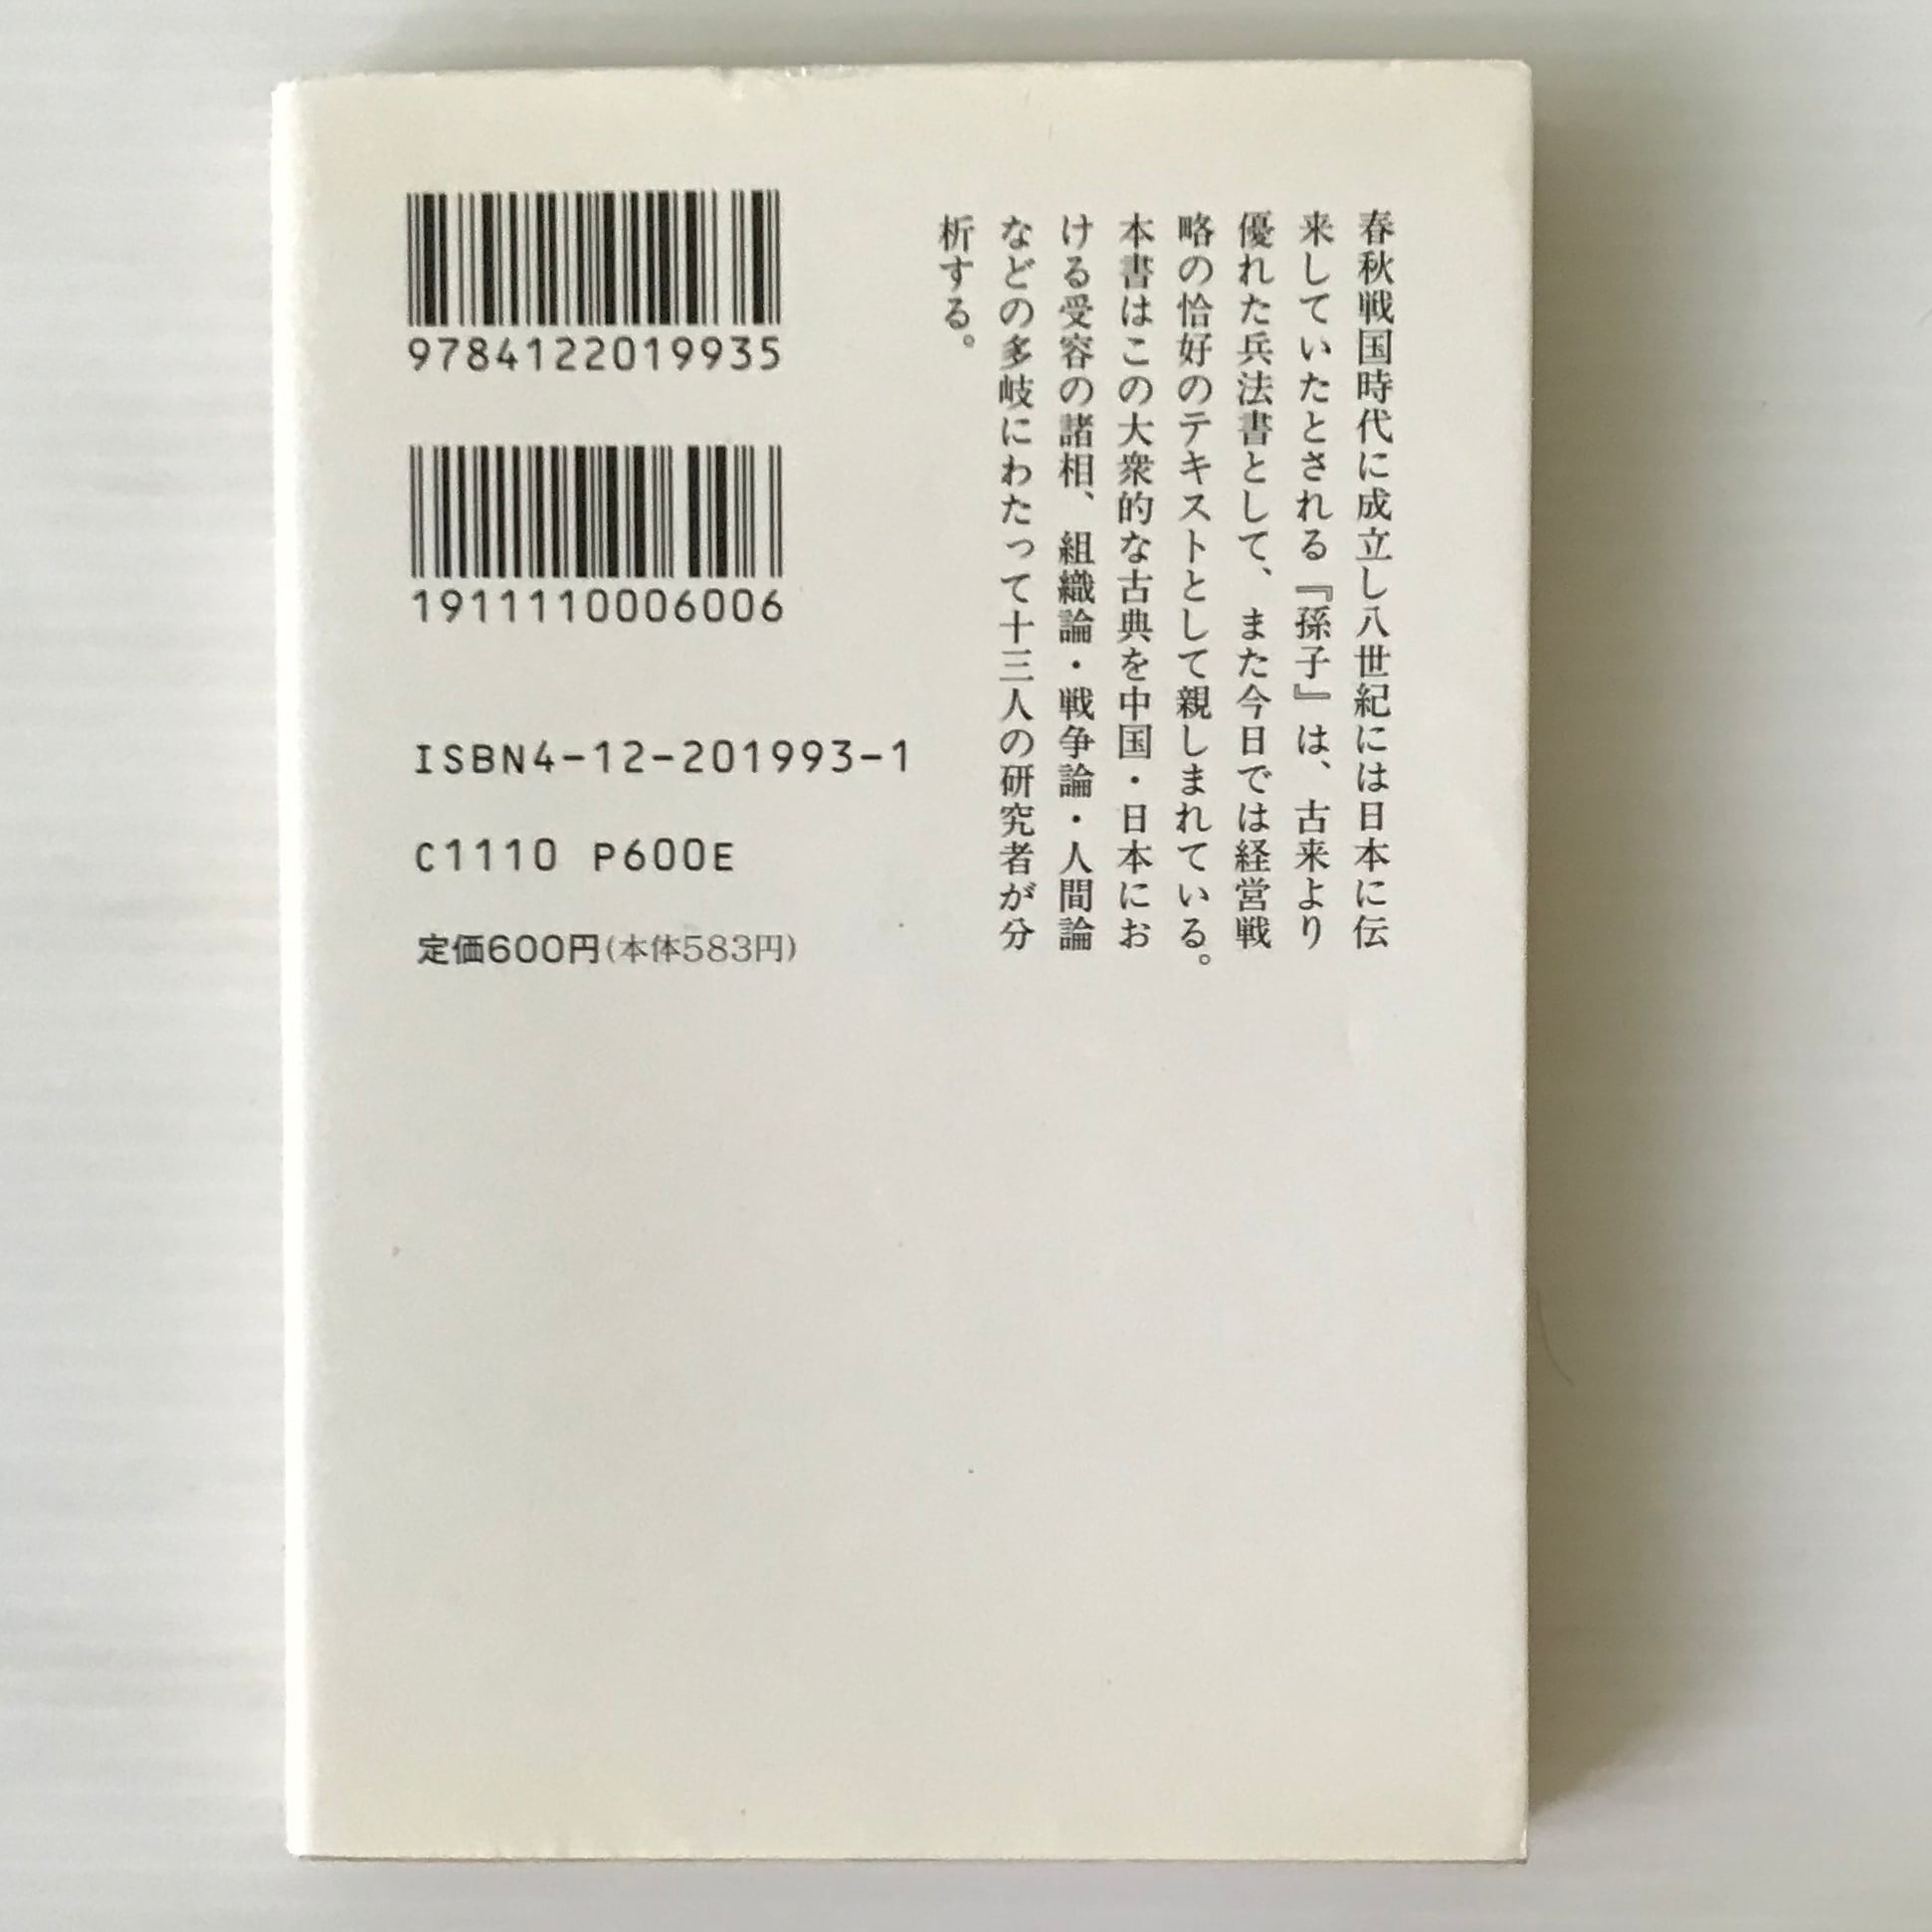 春秋戦国時代に成立し八世紀には日本に伝
来していたとされる『孫子』は、古来より
優れた兵法書として、また今日では経営戦
略の恰好のテキストとして親しまれている。
本書はこの大衆的な古典を中国・日本にお
ける受容の諸相、組織論・戦争論・人間論
などの多岐にわたって十三人の研究者が分
析する。
9784122019935
1911110006006
ISBN4-12-201993-1
C1110 P600E
定価600円(本体583円)